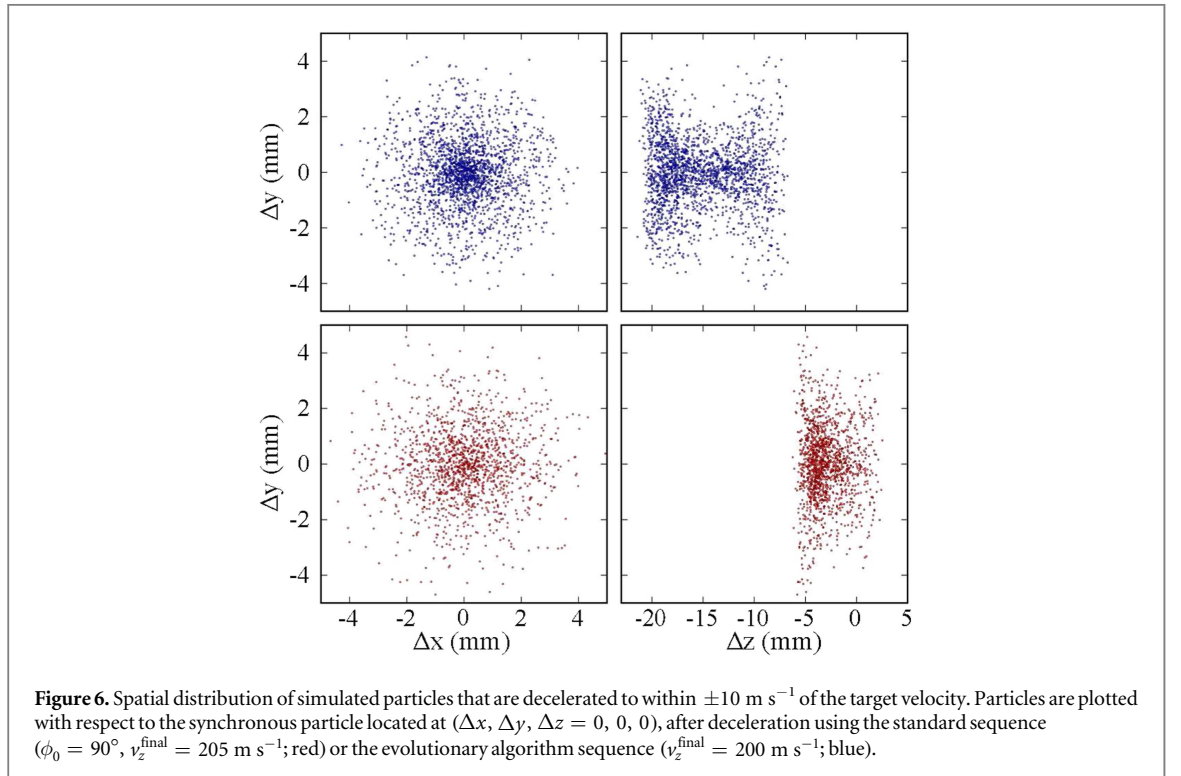 4
2
0
-2
-4
Δy (mm)
4
2
0
-2
-4
Δy (mm)
-4 -2 0 2 4
Δx (mm)
-20 -15 -10 -5 0 5
Δz (mm)
Figure 6. Spatial distribution of simulated particles that are decelerated to within ±10 m s⁻¹ of the target velocity. Particles are plotted
with respect to the synchronous particle located at (Δx, Δy, Δz = 0, 0, 0), after deceleration using the standard sequence
(ϕ₀ = 90°, v_z^final = 205 m s⁻¹; red) or the evolutionary algorithm sequence (v_z^final = 200 m s⁻¹; blue).